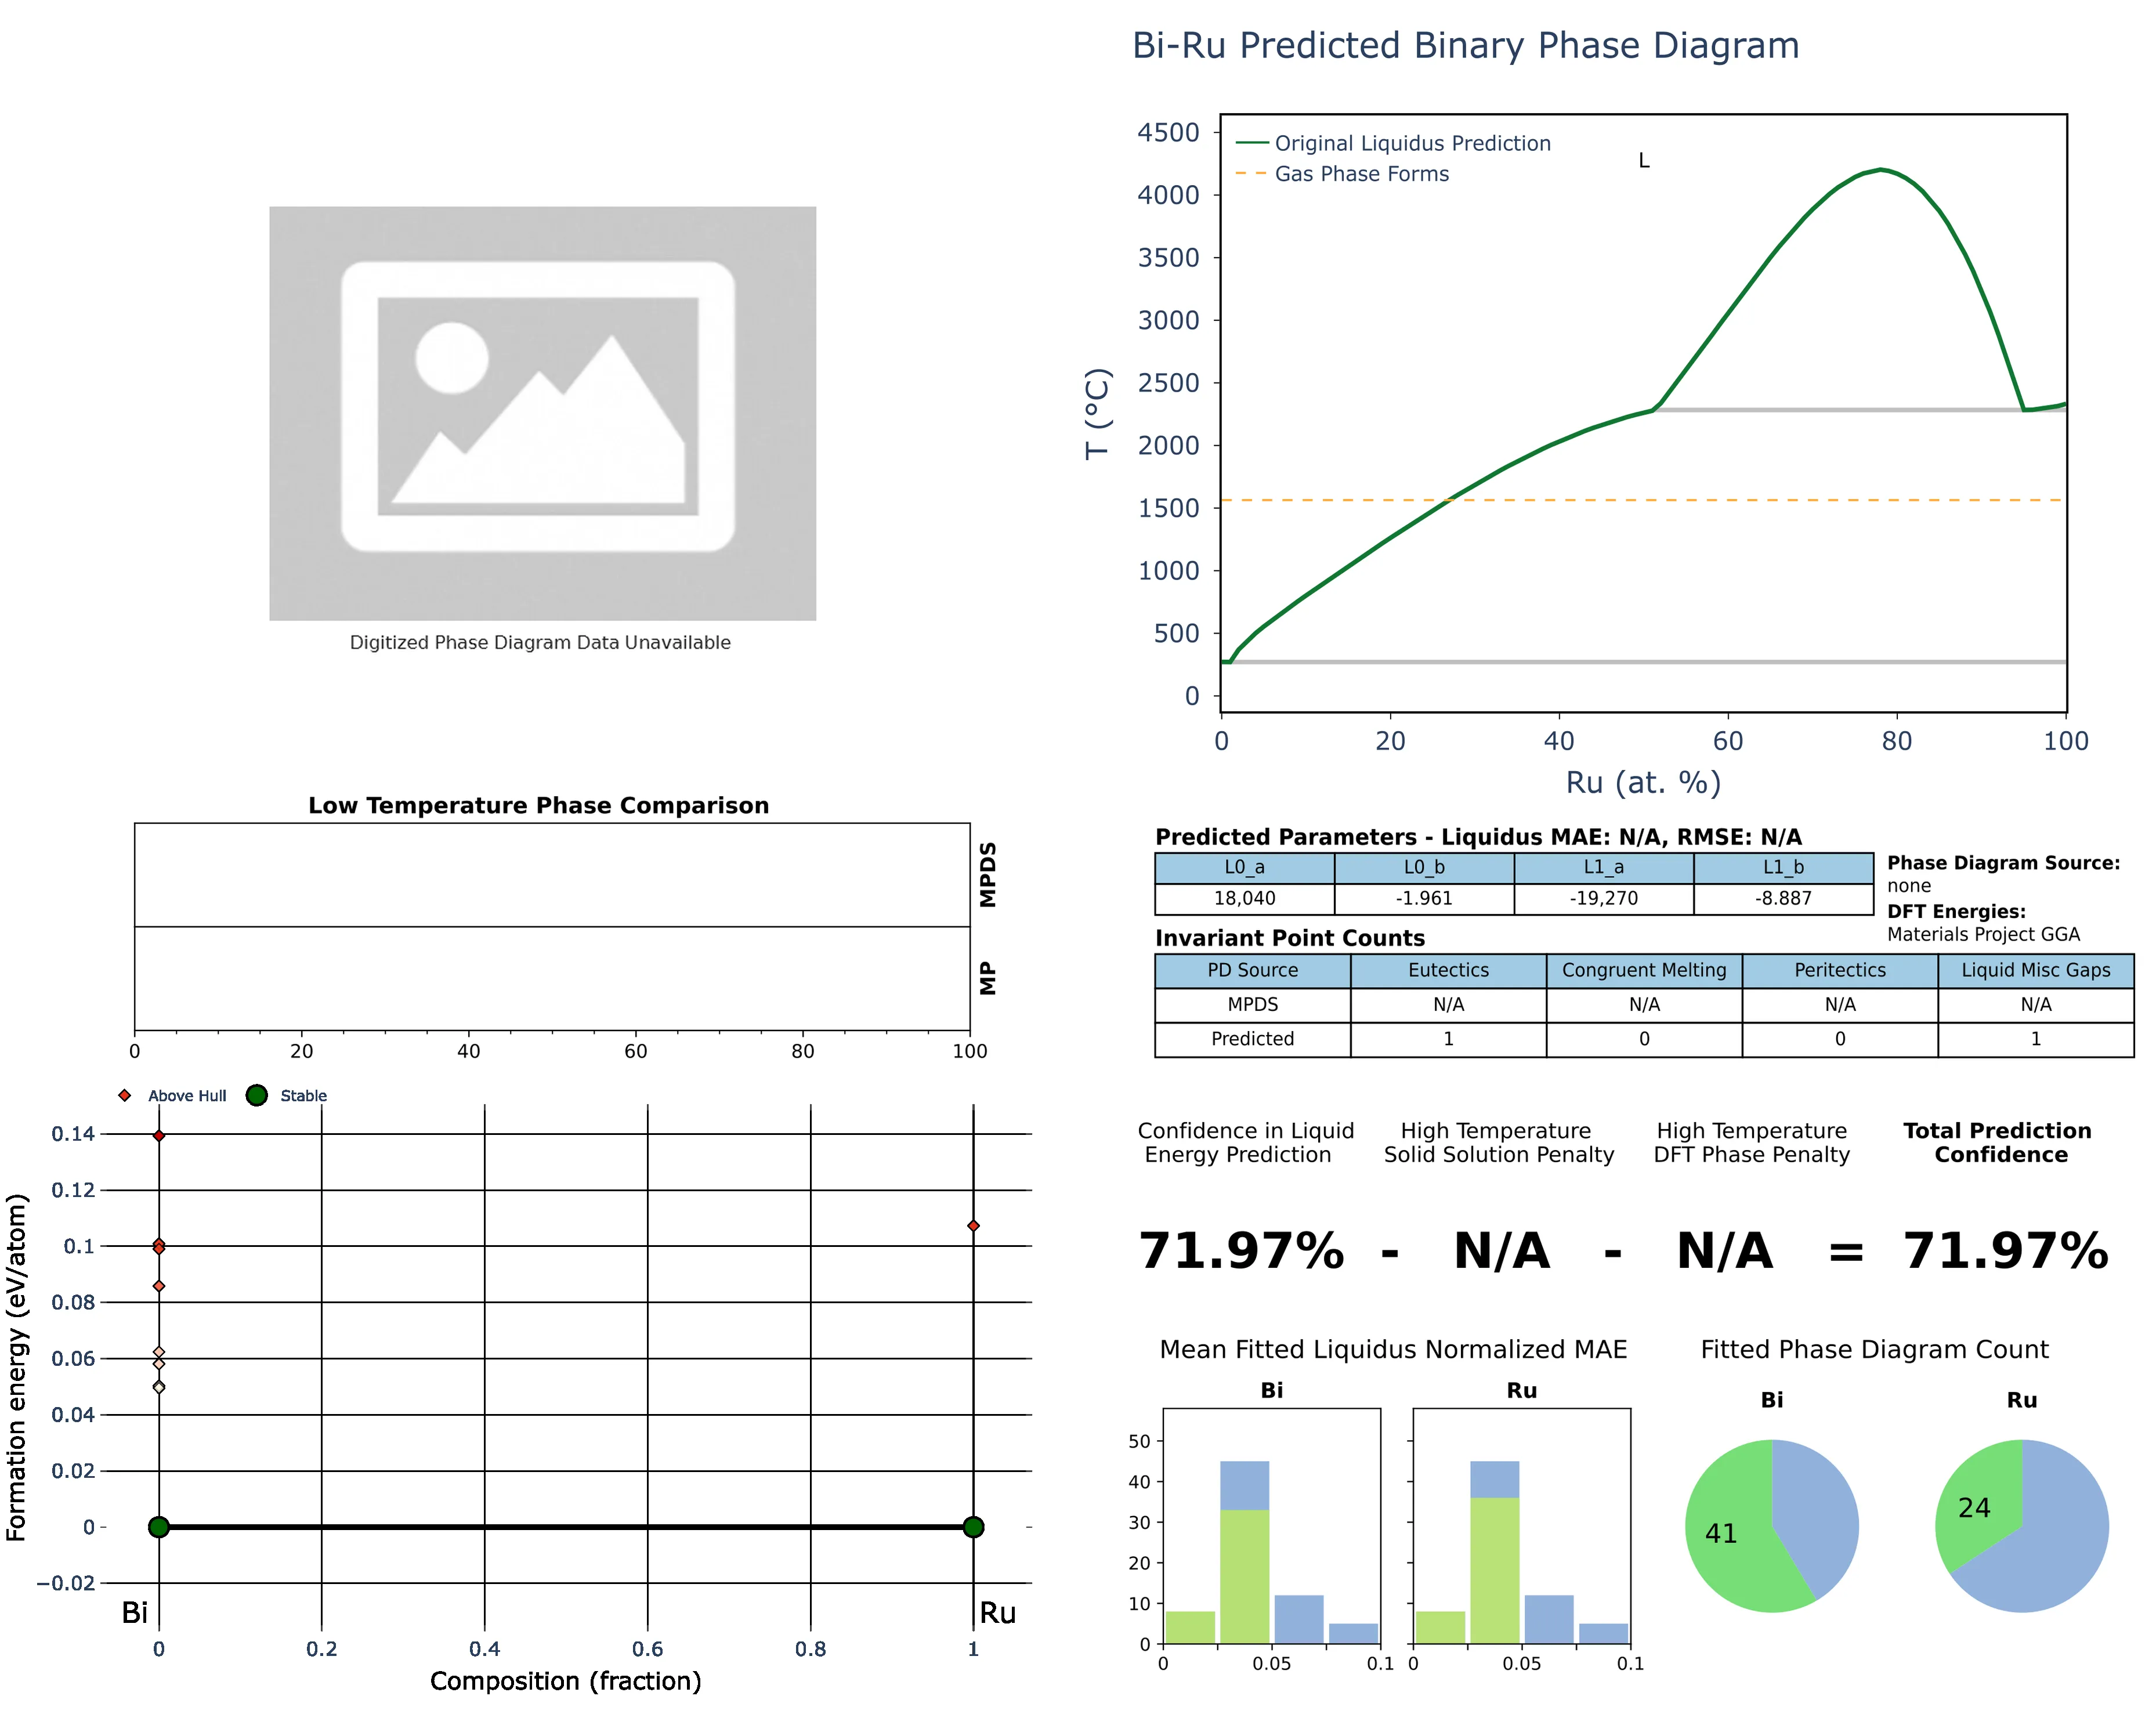 Bi-Ru Predicted Binary Phase Diagram
Digitized Phase Diagram Data Unavailable
T (°C)
4500
4000
3500
3000
2500
2000
1500
1000
500
0
Original Liquidus Prediction
Gas Phase Forms
L
0 20 40 60 80 100
Ru (at. %)
Low Temperature Phase Comparison
MPDS
MP
0 20 40 60 80 100
Predicted Parameters - Liquidus MAE: N/A, RMSE: N/A
L0_a L0_b L1_a L1_b
18,040 -1.961 -19,270 -8.887
Phase Diagram Source:
none
DFT Energies:
Materials Project GGA
Invariant Point Counts
PD Source Eutectics Congruent Melting Peritectics Liquid Misc Gaps
MPDS N/A N/A N/A N/A
Predicted 1 0 0 1
Above Hull Stable
Formation energy (eV/atom)
0.14
0.12
0.1
0.08
0.06
0.04
0.02
0
−0.02
Bi Ru
0 0.2 0.4 0.6 0.8 1
Composition (fraction)
Confidence in Liquid
Energy Prediction
High Temperature
Solid Solution Penalty
High Temperature
DFT Phase Penalty
Total Prediction
Confidence
71.97% - N/A - N/A = 71.97%
Mean Fitted Liquidus Normalized MAE
Bi Ru
50
40
30
20
10
0
0 0.05 0.1 0 0.05 0.1
Fitted Phase Diagram Count
Bi Ru
41 24